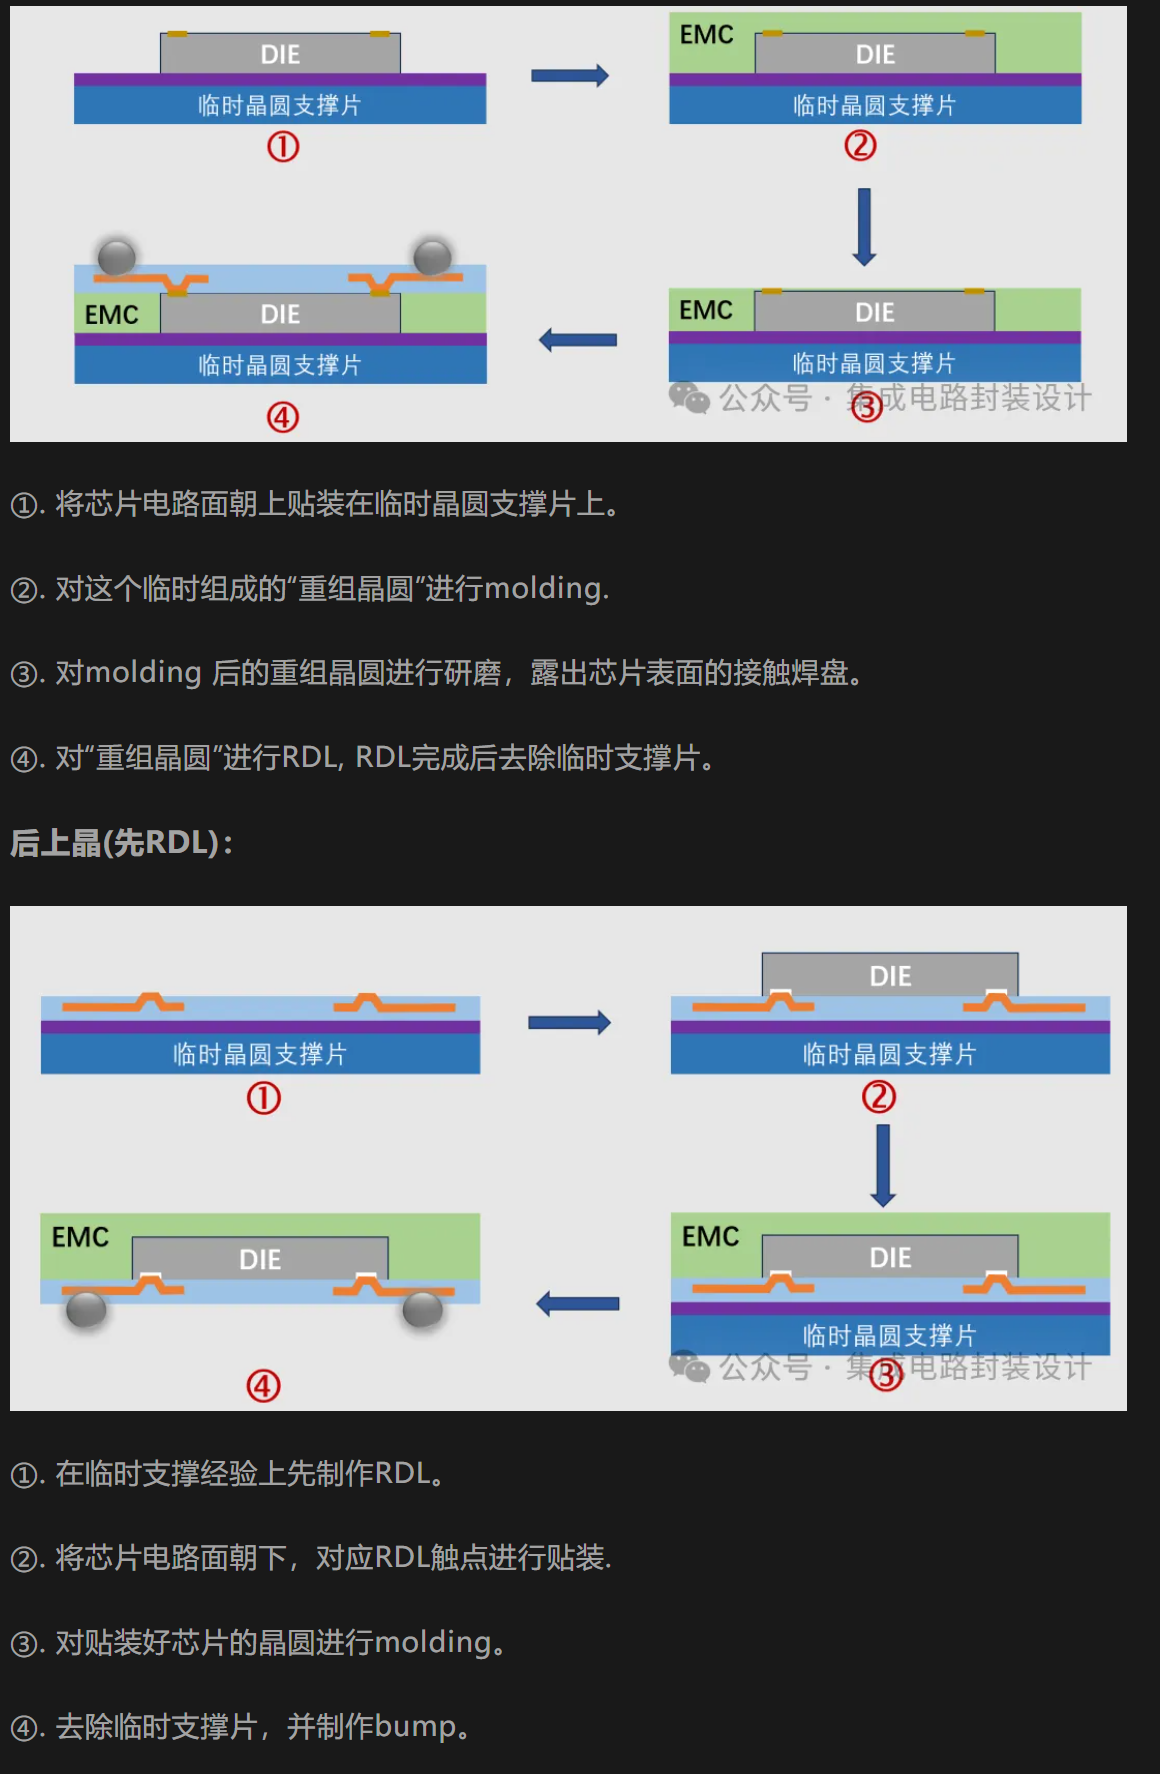 DIE
临时晶圆支撑片
①
EMC
DIE
临时晶圆支撑片
②
EMC
DIE
临时晶圆支撑片
④
EMC
DIE
临时晶圆支撑片
公众号·集成电路封装设计
③
①. 将芯片电路面朝上贴装在临时晶圆支撑片上。
②. 对这个临时组成的“重组晶圆”进行molding.
③. 对molding 后的重组晶圆进行研磨，露出芯片表面的接触焊盘。
④. 对“重组晶圆”进行RDL, RDL完成后去除临时支撑片。
后上晶(先RDL)：
临时晶圆支撑片
①
DIE
临时晶圆支撑片
②
EMC
DIE
④
EMC
DIE
临时晶圆支撑片
公众号·集成电路封装设计
③
①. 在临时支撑经验上先制作RDL。
②. 将芯片电路面朝下，对应RDL触点进行贴装.
③. 对贴装好芯片的晶圆进行molding。
④. 去除临时支撑片，并制作bump。